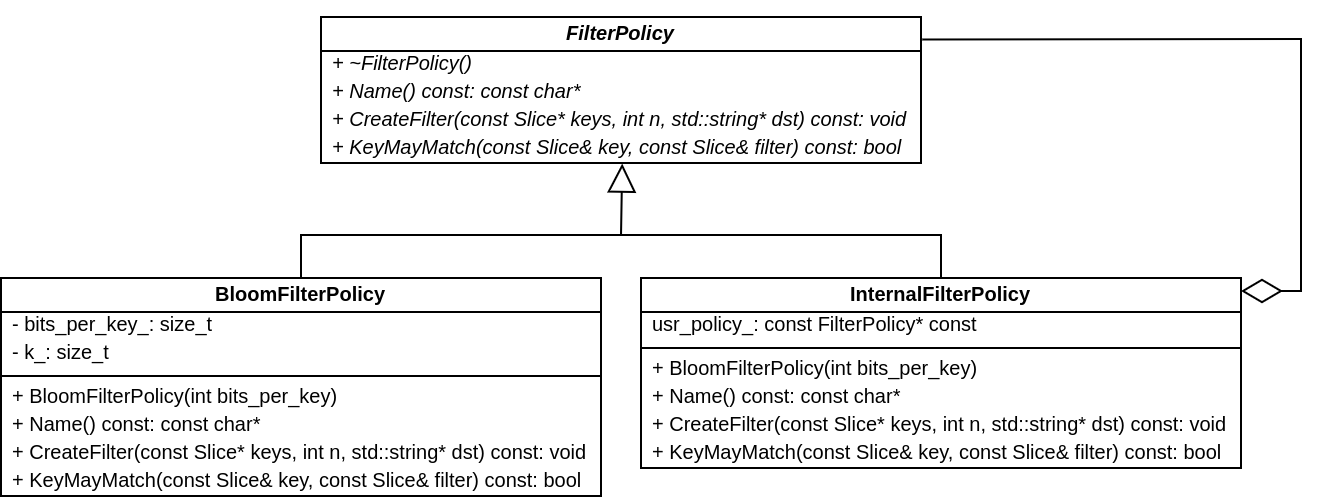 FilterPolicy
+ ~FilterPolicy()
+ Name() const: const char*
+ CreateFilter(const Slice* keys, int n, std::string* dst) const: void
+ KeyMayMatch(const Slice& key, const Slice& filter) const: bool
BloomFilterPolicy
- bits_per_key_: size_t
- k_: size_t
+ BloomFilterPolicy(int bits_per_key)
+ Name() const: const char*
+ CreateFilter(const Slice* keys, int n, std::string* dst) const: void
+ KeyMayMatch(const Slice& key, const Slice& filter) const: bool
InternalFilterPolicy
usr_policy_: const FilterPolicy* const
+ BloomFilterPolicy(int bits_per_key)
+ Name() const: const char*
+ CreateFilter(const Slice* keys, int n, std::string* dst) const: void
+ KeyMayMatch(const Slice& key, const Slice& filter) const: bool